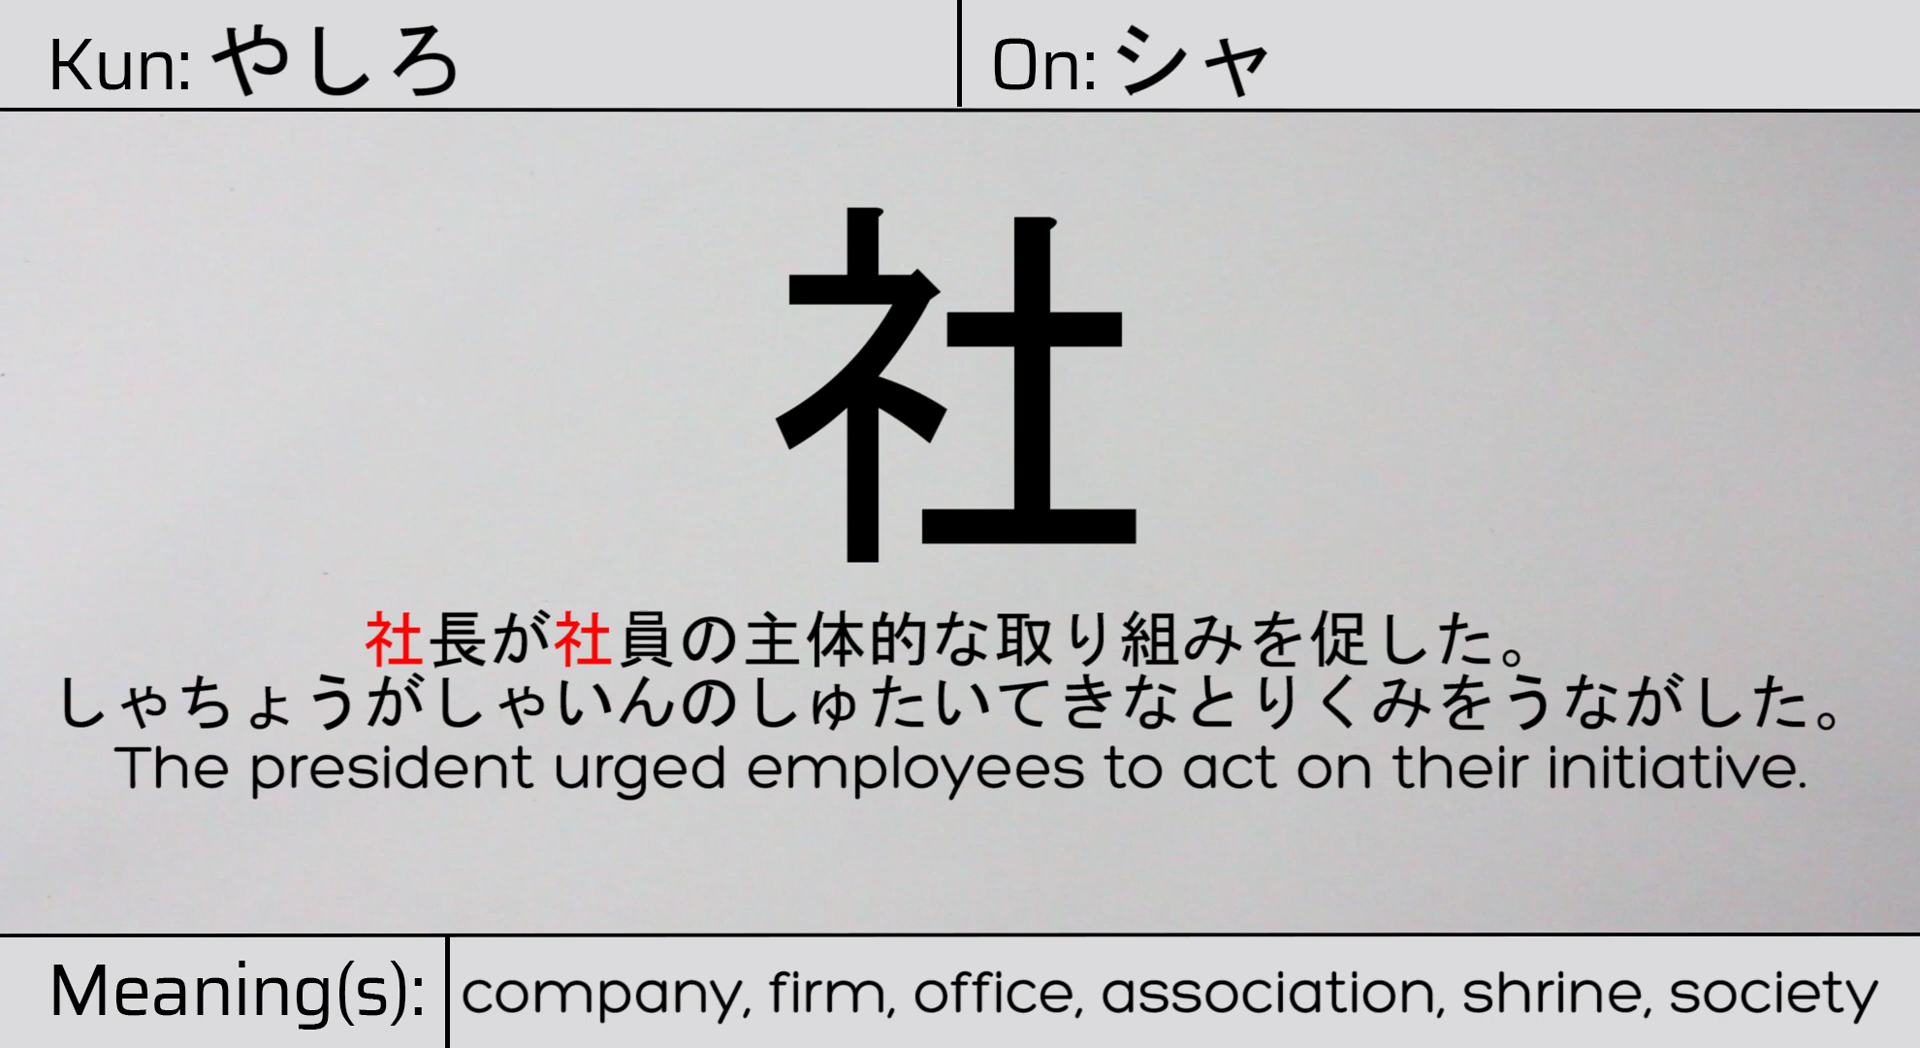 Kun: やしろ
On: シャ
社
社長が社員の主体的な取り組みを促した。
しゃちょうがしゃいんのしゅたいてきなとりくみをうながした。
The president urged employees to act on their initiative.
Meaning(s): company, firm, office, association, shrine, society